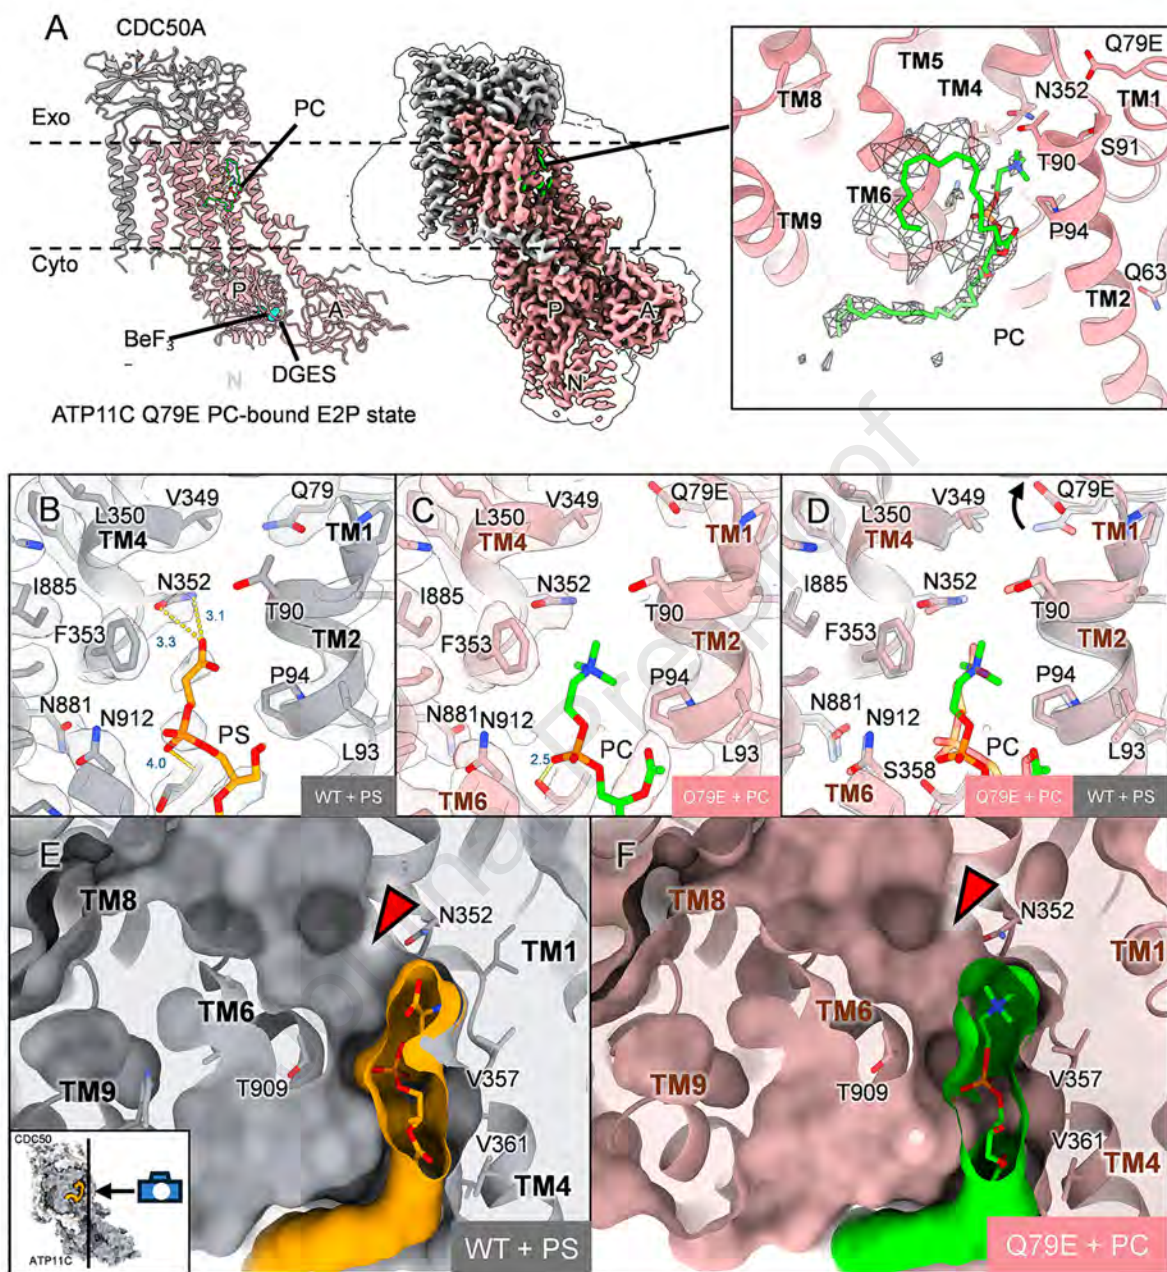 A
CDC50A
PC
Exo
Cyto
P
A
BeF₃
−
DGES
N
P
A
N
ATP11C Q79E PC-bound E2P state
Q79E
TM5
TM4
N352
TM8
TM1
S91
T90
TM6
TM9
P94
Q63
TM2
PC
B
V349
Q79
L350
TM4
TM1
I885
N352
3.1
T90
3.3
F353
TM2
P94
N881
N912
PS
4.0
L93
WT + PS
C
V349
Q79E
L350
TM4
TM1
I885
N352
T90
F353
TM2
P94
N881
N912
2.5
PC
L93
TM6
Q79E + PC
D
V349
Q79E
L350
TM4
TM1
I885
N352
T90
F353
TM2
P94
N881
N912
PC
S358
L93
TM6
Q79E + PC
WT + PS
E
TM8
N352
TM1
TM6
T909
V357
TM9
V361
TM4
CDC50
ATP11C
WT + PS
F
TM8
N352
TM1
TM6
T909
V357
TM9
V361
TM4
Q79E + PC